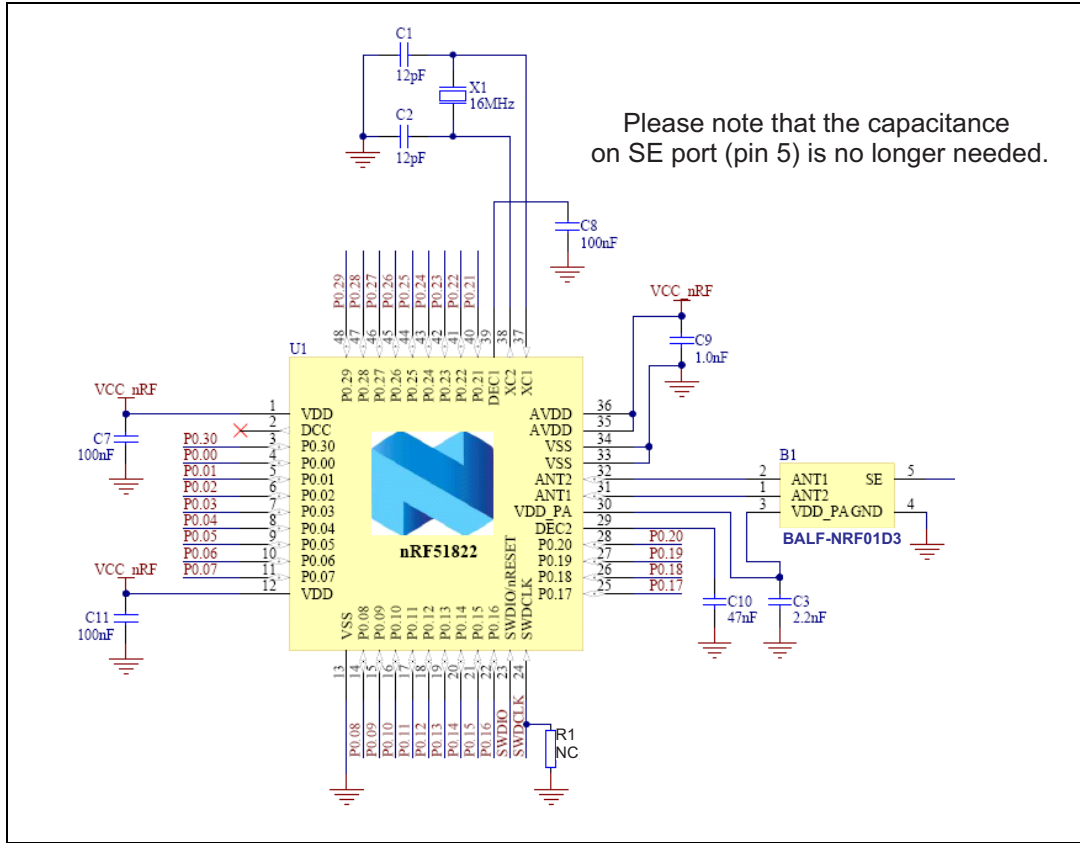 C1
12pF
X1
16MHz
C2
12pF
Please note that the capacitance
on SE port (pin 5) is no longer needed.
C8
100nF
P0.29
P0.28
P0.27
P0.26
P0.25
P0.24
P0.23
P0.22
P0.21
48
47
46
45
44
43
42
41
40
39
38
37
VCC_nRF
C9
1.0nF
U1
P0.29
P0.28
P0.27
P0.26
P0.25
P0.24
P0.23
P0.22
P0.21
DEC1
XC2
XC1
VCC_nRF
C7
100nF
1 VDD
2 DCC
P0.30 3 P0.30
P0.00 4 P0.00
P0.01 5 P0.01
P0.02 6 P0.02
P0.03 7 P0.03
P0.04 8 P0.04
P0.05 9 P0.05
P0.06 10 P0.06
P0.07 11 P0.07
12 VDD
VCC_nRF
C11
100nF
nRF51822
AVDD 36
AVDD 35
VSS 34
VSS 33
ANT2 32
ANT1 31
VDD_PA 30
DEC2 29
P0.20 28 P0.20
P0.19 27 P0.19
P0.18 26 P0.18
P0.17 25 P0.17
B1
2 ANT1 SE 5
1 ANT2
3 VDD_PA GND 4
BALF-NRF01D3
C10
47nF
C3
2.2nF
VSS
P0.08
P0.09
P0.10
P0.11
P0.12
P0.13
P0.14
P0.15
P0.16
SWDIO/nRESET
SWDCLK
13
14
15
16
17
18
19
20
21
22
23
24
P0.08
P0.09
P0.10
P0.11
P0.12
P0.13
P0.14
P0.15
P0.16
SWDIO
SWDCLK
R1
NC